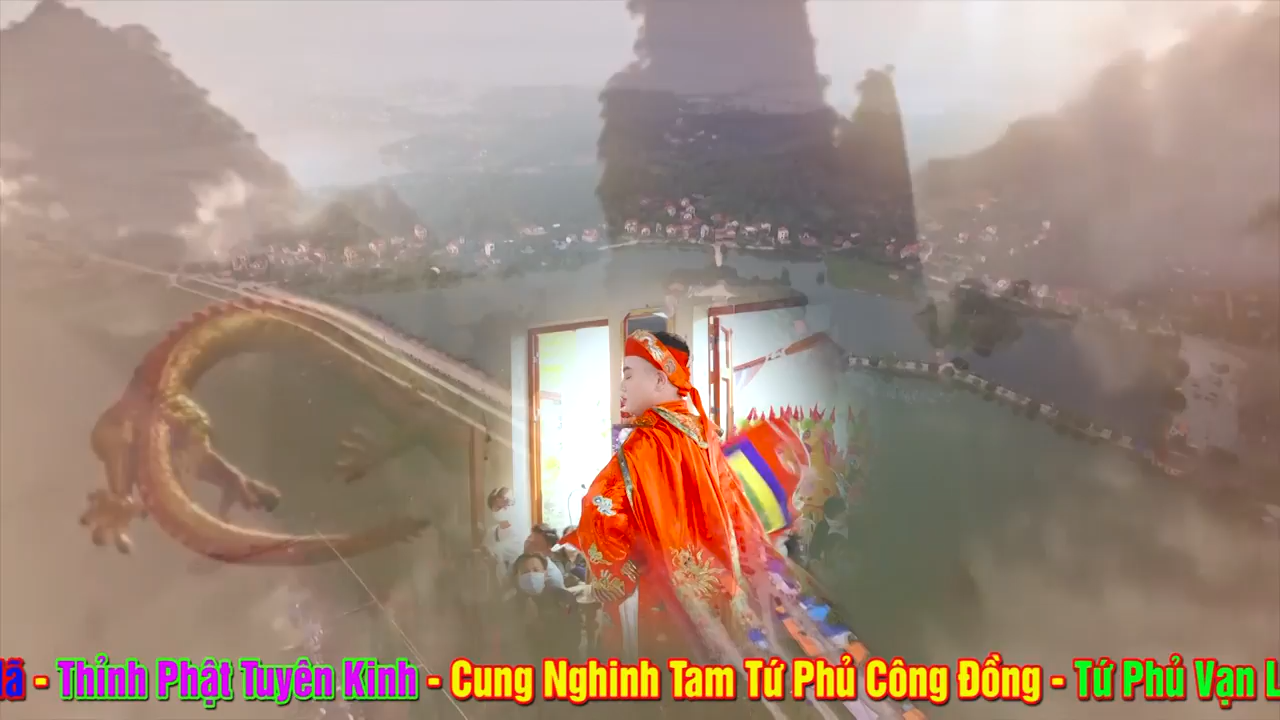 - Thỉnh Phật Tuyên Kinh - Cung Nghinh Tam Tứ Phủ Công Đồng - Tứ Phủ Vạn